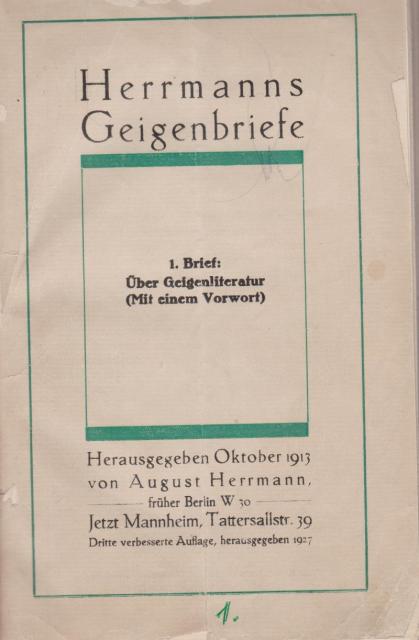 Herrmanns
Geigenbriefe
1. Brief:
Über Geigenliteratur
(Mit einem Vorwort)
Herausgegeben Oktober 1913
von August Herrmann,
früher Berlin W 30
Jetzt Mannheim, Tattersallstr. 39
Dritte verbesserte Auflage, herausgegeben 1927
1.